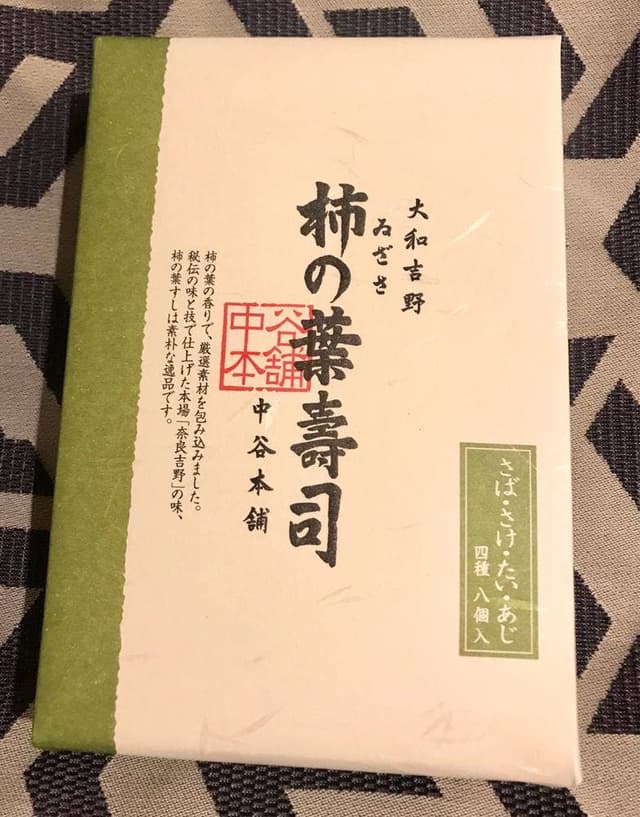 大和吉野
ゐざさ
柿の葉壽司
中谷本舗
中谷本舗
柿の葉の香りで、厳選素材を包み込みました。
秘伝の味と技で仕上げた本場「奈良吉野」の味、
柿の葉すしは素朴な逸品です。
さば・さけ・たい・あじ
四種 八個入